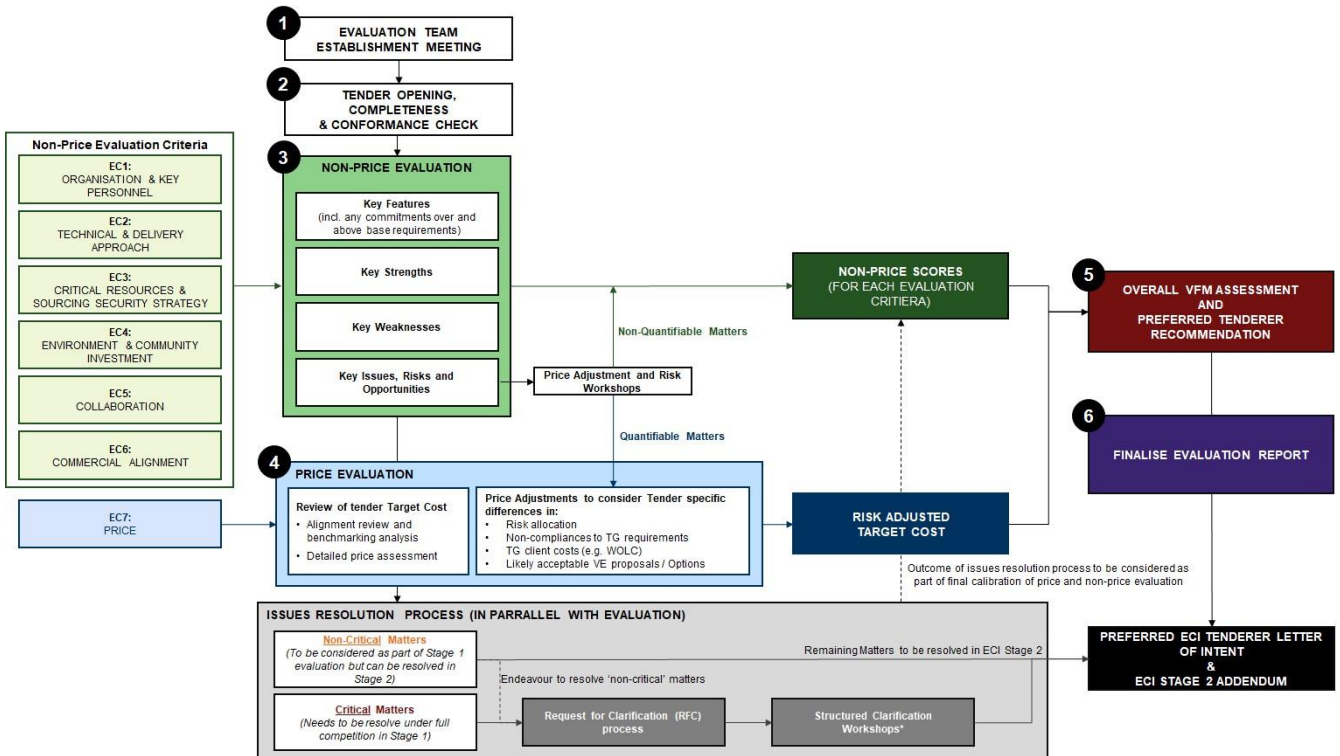 1
EVALUATION TEAM
ESTABLISHMENT MEETING
2
TENDER OPENING,
COMPLETENESS
& CONFORMANCE CHECK
Non-Price Evaluation Criteria
EC1:
ORGANISATION & KEY
PERSONNEL
EC2:
TECHNICAL & DELIVERY
APPROACH
EC3:
CRITICAL RESOURCES &
SOURCING SECURITY STRATEGY
EC4:
ENVIRONMENT & COMMUNITY
INVESTMENT
EC5:
COLLABORATION
EC6:
COMMERCIAL ALIGNMENT
EC7:
PRICE
3
NON-PRICE EVALUATION
Key Features
(incl. any commitments over and
above base requirements)
Key Strengths
Key Weaknesses
Key Issues, Risks and
Opportunities
Non-Quantifiable Matters
Price Adjustment and Risk
Workshops
Quantifiable Matters
NON-PRICE SCORES
(FOR EACH EVALUATION
CRITIERA)
5
OVERALL VFM ASSESSMENT
AND
PREFERRED TENDERER
RECOMMENDATION
6
FINALISE EVALUATION REPORT
4
PRICE EVALUATION
Review of tender Target Cost
• Alignment review and
benchmarking analysis
• Detailed price assessment
Price Adjustments to consider Tender specific
differences in:
• Risk allocation
• Non-compliances to TG requirements
• TG client costs (e.g. WOLC)
• Likely acceptable VE proposals / Options
RISK ADJUSTED
TARGET COST
Outcome of issues resolution process to be considered as
part of final calibration of price and non-price evaluation
ISSUES RESOLUTION PROCESS (IN PARRALLEL WITH EVALUATION)
Non-Critical Matters
(To be considered as part of Stage 1
evaluation but can be resolved in
Stage 2)
Remaining Matters to be resolved in ECI Stage 2
Endeavour to resolve ‘non-critical’ matters
Critical Matters
(Needs to be resolve under full
competition in Stage 1)
Request for Clarification (RFC)
process
Structured Clarification
Workshops*
PREFERRED ECI TENDERER LETTER
OF INTENT
&
ECI STAGE 2 ADDENDUM